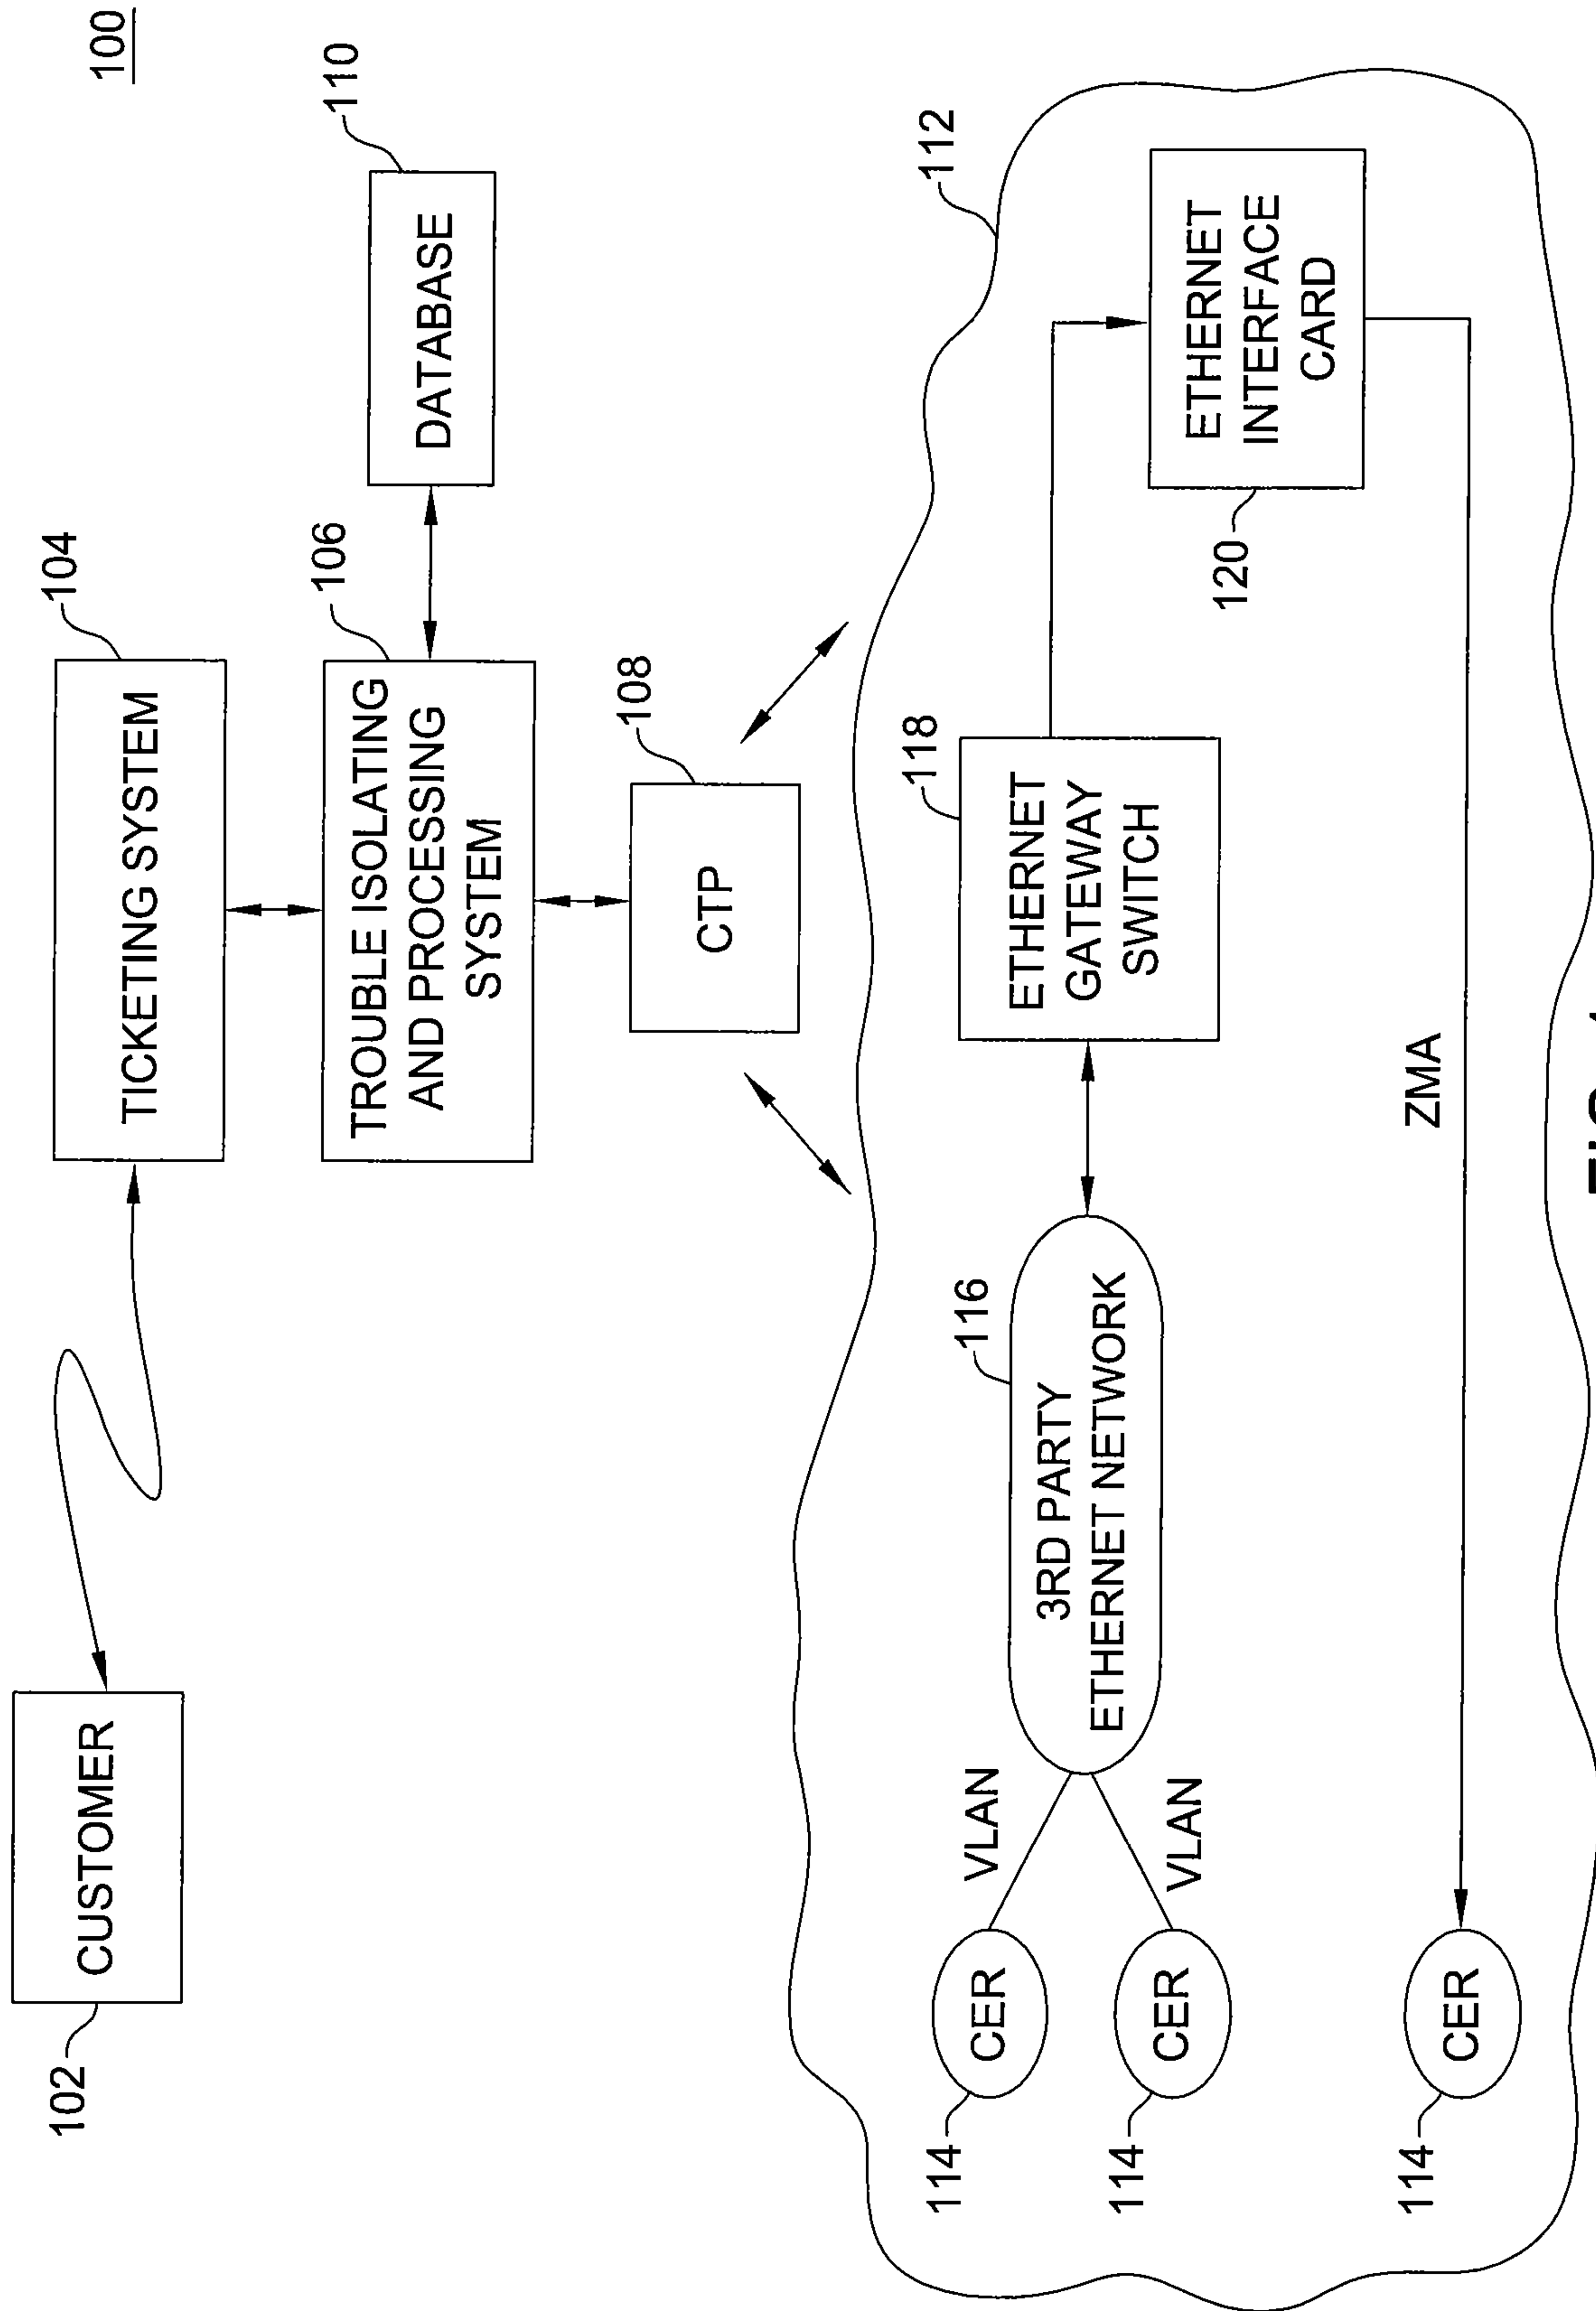 100
CUSTOMER
102
TICKETING SYSTEM
104
TROUBLE ISOLATING
AND PROCESSING
SYSTEM
106
DATABASE
110
CTP
108
112
CER
114
VLAN
CER
114
VLAN
3RD PARTY
ETHERNET NETWORK
116
ETHERNET
GATEWAY
SWITCH
118
ETHERNET
INTERFACE
CARD
120
ZMA
CER
114